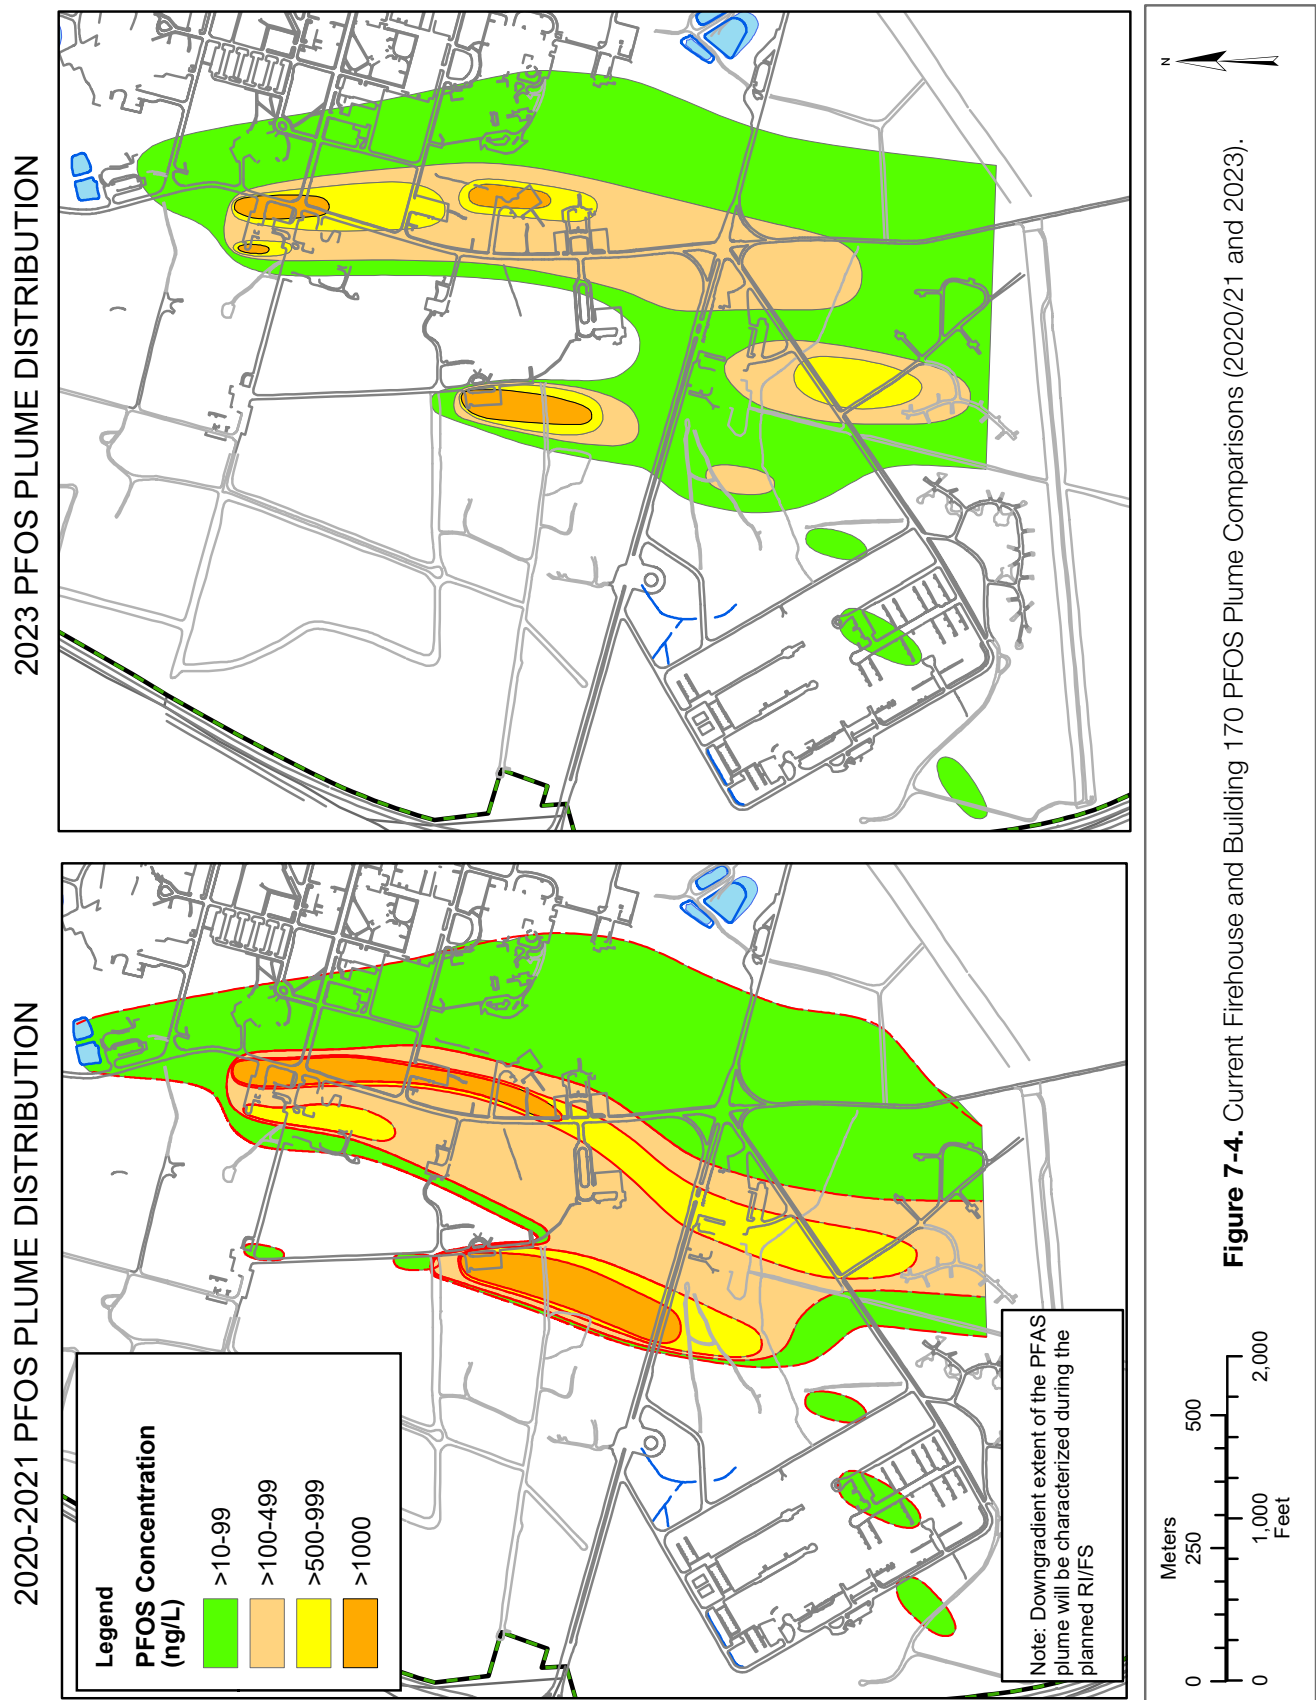 2020-2021 PFOS PLUME DISTRIBUTION
2023 PFOS PLUME DISTRIBUTION
Legend
PFOS Concentration
(ng/L)
>10-99
>100-499
>500-999
>1000
Note: Downgradient extent of the PFAS
plume will be characterized during the
planned RI/FS
Meters
0 250 500
0 1,000 2,000
Feet
Figure 7-4. Current Firehouse and Building 170 PFOS Plume Comparisons (2020/21 and 2023).
N